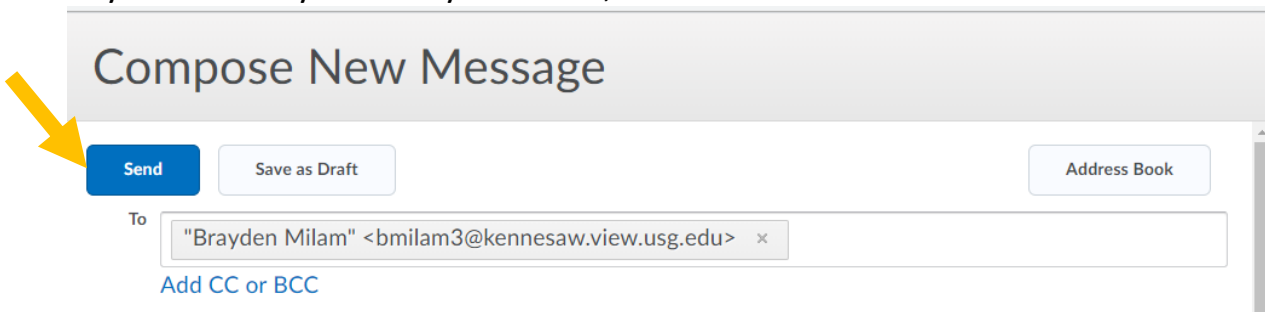 Compose New Message
Send Save as Draft Address Book
To "Brayden Milam" <bmilam3@kennesaw.view.usg.edu> ×
Add CC or BCC